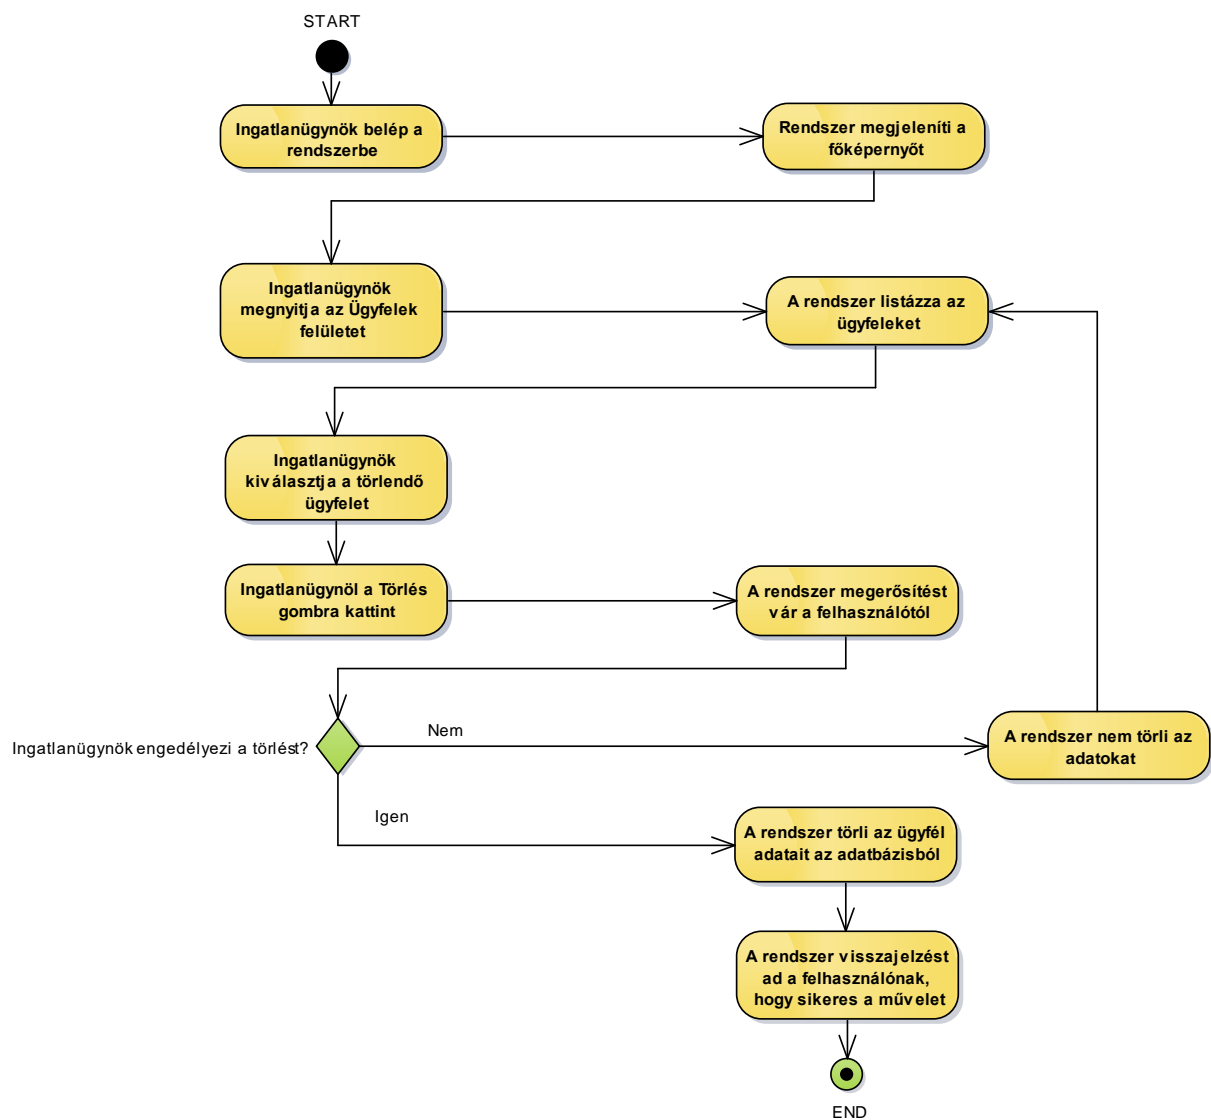 START
Ingatlanügynök belép a
rendszerbe
Rendszer megjeleníti a
főképernyőt
Ingatlanügynök
megnyitja az Ügyfelek
felületet
A rendszer listázza az
ügyfeleket
Ingatlanügynök
kiválasztja a törlendő
ügyfelet
Ingatlanügynöl a Törlés
gombra kattint
A rendszer megerősítést
vár a felhasználótól
Ingatlanügynök engedélyezi a törlést?
Nem
A rendszer nem törli az
adatokat
Igen
A rendszer törli az ügyfél
adatait az adatbázisból
A rendszer visszajelzést
ad a felhasználónak,
hogy sikeres a művelet
END